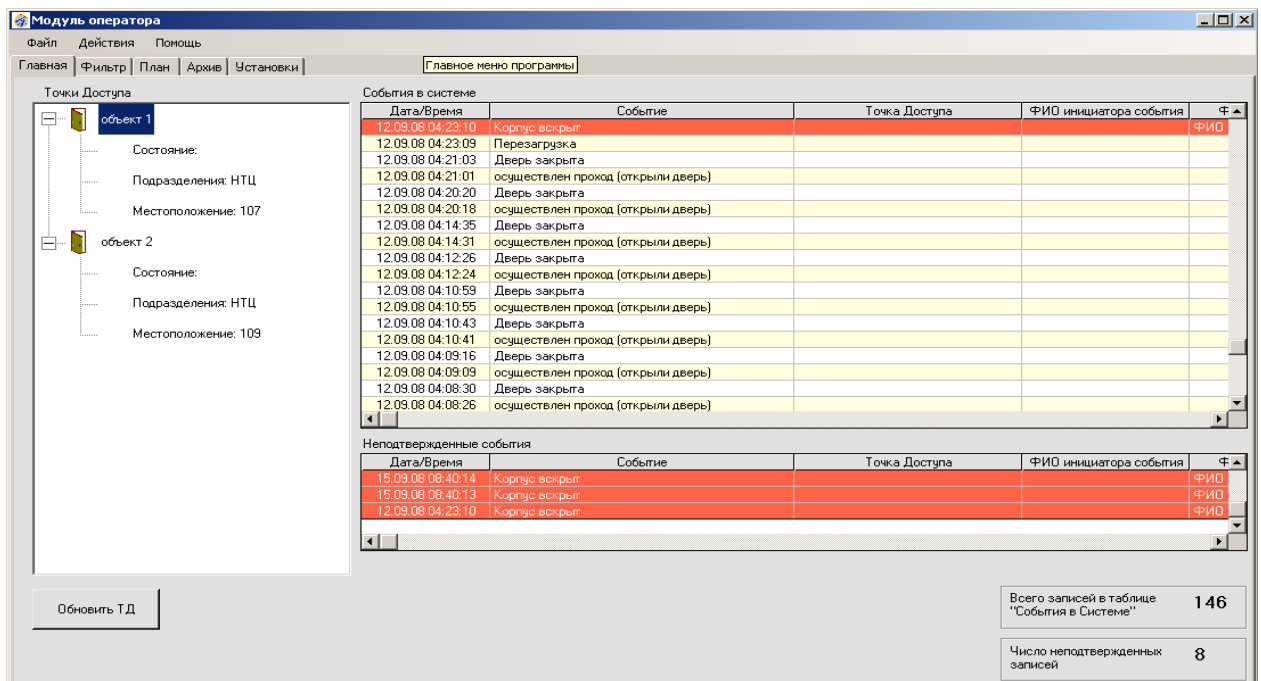 Модуль оператора
Файл Действия Помощь
Главная Фильтр План Архив Установки
Главное меню программы
Точки Доступа
объект 1
Состояние:
Подразделения: НТЦ
Местоположение: 107
объект 2
Состояние:
Подразделения: НТЦ
Местоположение: 109
Обновить ТД
События в системе
Дата/Время Событие Точка Доступа ФИО инициатора события Ф
12.09.08 04:23:10 Корпус вскрыт ФИО
12.09.08 04:23:09 Перезагрузка
12.09.08 04:21:03 Дверь закрыта
12.09.08 04:21:01 осуществлен проход (открыли дверь)
12.09.08 04:20:20 Дверь закрыта
12.09.08 04:20:18 осуществлен проход (открыли дверь)
12.09.08 04:14:35 Дверь закрыта
12.09.08 04:14:31 осуществлен проход (открыли дверь)
12.09.08 04:12:26 Дверь закрыта
12.09.08 04:12:24 осуществлен проход (открыли дверь)
12.09.08 04:10:59 Дверь закрыта
12.09.08 04:10:55 осуществлен проход (открыли дверь)
12.09.08 04:10:43 Дверь закрыта
12.09.08 04:10:41 осуществлен проход (открыли дверь)
12.09.08 04:09:16 Дверь закрыта
12.09.08 04:09:09 осуществлен проход (открыли дверь)
12.09.08 04:08:30 Дверь закрыта
12.09.08 04:08:26 осуществлен проход (открыли дверь)
Неподтвержденные события
Дата/Время Событие Точка Доступа ФИО инициатора события Ф
15.09.08 08:40:14 Корпус вскрыт ФИО
15.09.08 08:40:13 Корпус вскрыт ФИО
12.09.08 04:23:10 Корпус вскрыт ФИО
Всего записей в таблице 146
"События в Системе"
Число неподтвержденных 8
записей